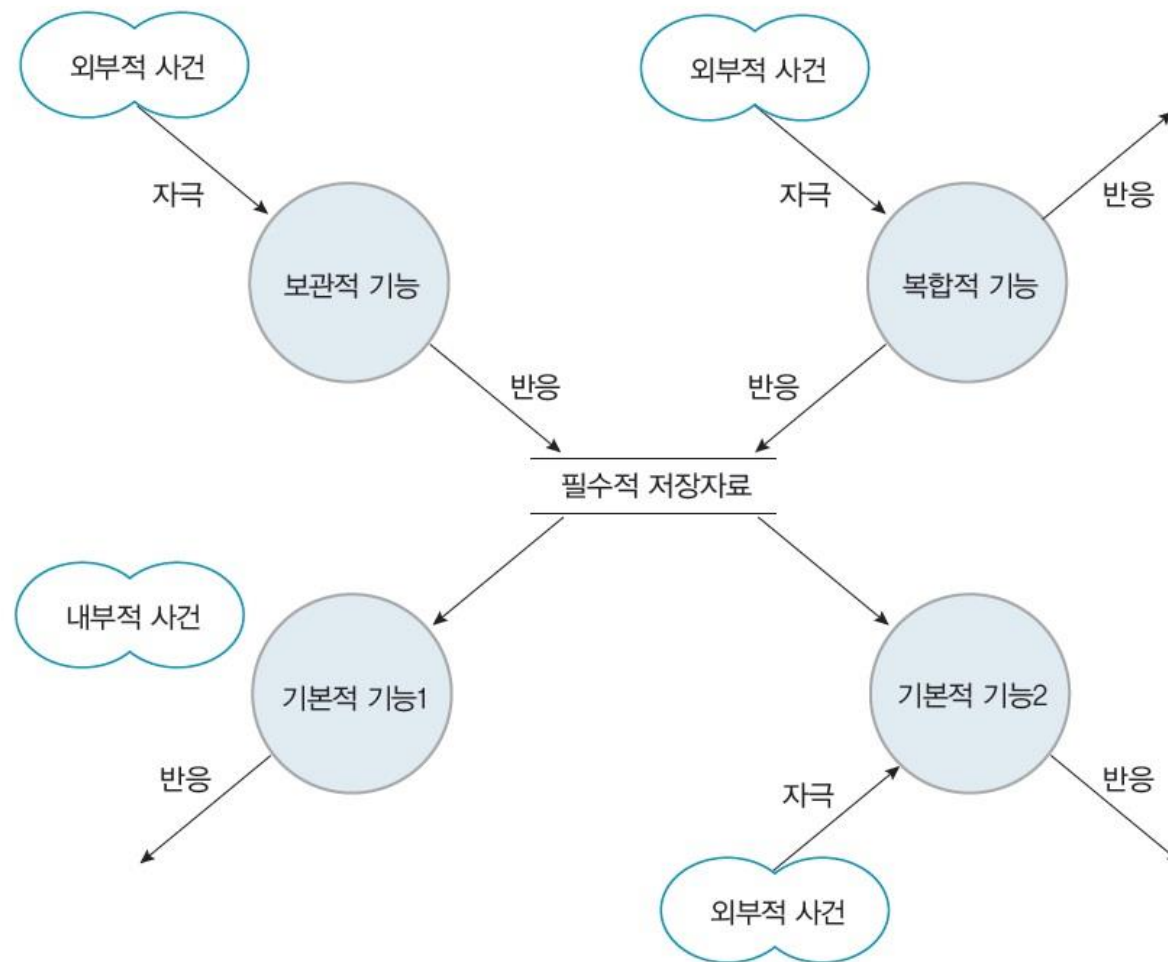 외부적 사건
외부적 사건
자극
자극
반응
보관적 기능
복합적 기능
반응
반응
필수적 저장자료
내부적 사건
기본적 기능1
기본적 기능2
반응
자극
반응
외부적 사건